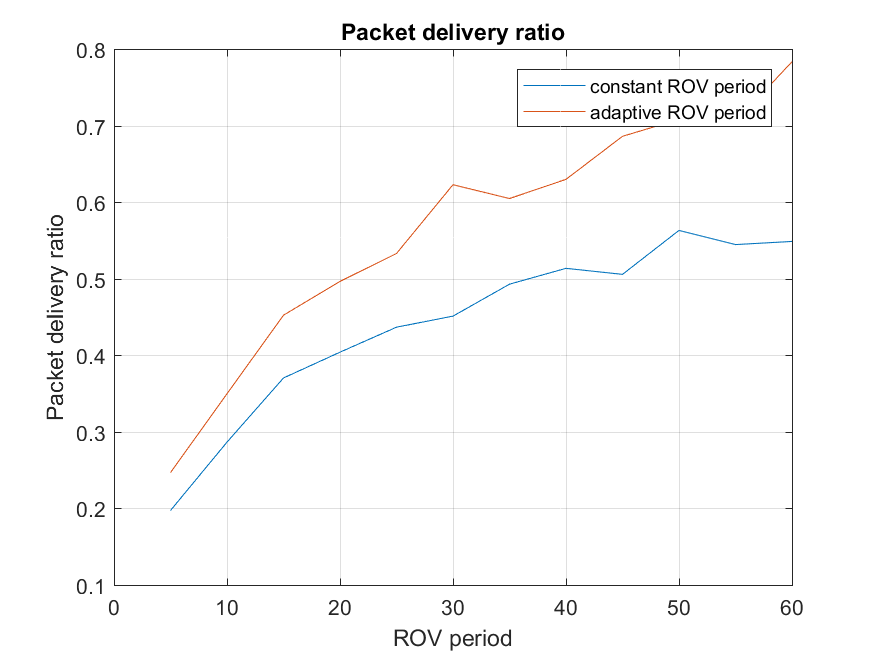 Packet delivery ratio
constant ROV period
adaptive ROV period
Packet delivery ratio
0.8
0.7
0.6
0.5
0.4
0.3
0.2
0.1
0 10 20 30 40 50 60
ROV period